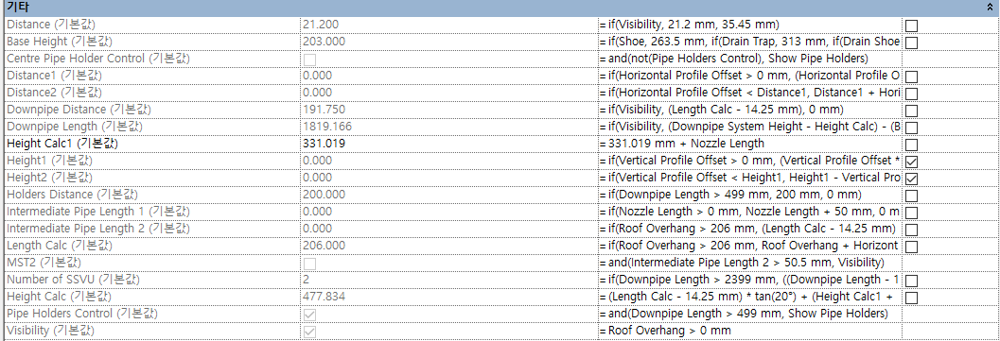 기타
Distance (기본값) 21.200 = if(Visibility, 21.2 mm, 35.45 mm)
Base Height (기본값) 203.000 = if(Shoe, 263.5 mm, if(Drain Trap, 313 mm, if(Drain Shoe
Centre Pipe Holder Control (기본값) = and(not(Pipe Holders Control), Show Pipe Holders)
Distance1 (기본값) 0.000 = if(Horizontal Profile Offset > 0 mm, (Horizontal Profile O
Distance2 (기본값) 0.000 = if(Horizontal Profile Offset < Distance1, Distance1 + Hori
Downpipe Distance (기본값) 191.750 = if(Visibility, (Length Calc - 14.25 mm), 0 mm)
Downpipe Length (기본값) 1819.166 = if(Visibility, (Downpipe System Height - Height Calc) - (B
Height Calc1 (기본값) 331.019 = 331.019 mm + Nozzle Length
Height1 (기본값) 0.000 = if(Vertical Profile Offset > 0 mm, (Vertical Profile Offset *
Height2 (기본값) 0.000 = if(Vertical Profile Offset < Height1, Height1 - Vertical Pro
Holders Distance (기본값) 200.000 = if(Downpipe Length > 499 mm, 200 mm, 0 mm)
Intermediate Pipe Length 1 (기본값) 0.000 = if(Nozzle Length > 0 mm, Nozzle Length + 50 mm, 0 m
Intermediate Pipe Length 2 (기본값) 0.000 = if(Roof Overhang > 206 mm, (Length Calc - 14.25 mm)
Length Calc (기본값) 206.000 = if(Roof Overhang > 206 mm, Roof Overhang + Horizont
MST2 (기본값) = and(Intermediate Pipe Length 2 > 50.5 mm, Visibility)
Number of SSVU (기본값) 2 = if(Downpipe Length > 2399 mm, ((Downpipe Length - 1
Height Calc (기본값) 477.834 = (Length Calc - 14.25 mm) * tan(20°) + (Height Calc1 +
Pipe Holders Control (기본값) = and(Downpipe Length > 499 mm, Show Pipe Holders)
Visibility (기본값) = Roof Overhang > 0 mm